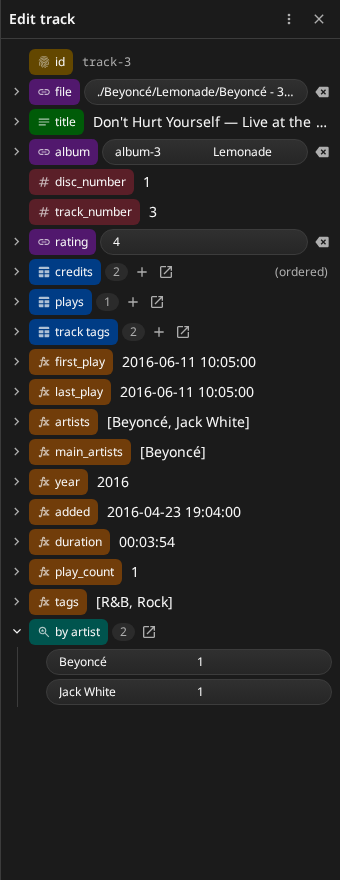 Edit track
id track-3
file ./Beyoncé/Lemonade/Beyoncé - 3...
title Don't Hurt Yourself — Live at the ...
album album-3 Lemonade
disc_number 1
track_number 3
rating 4
credits 2 (ordered)
plays 1
track tags 2
first_play 2016-06-11 10:05:00
last_play 2016-06-11 10:05:00
artists [Beyoncé, Jack White]
main_artists [Beyoncé]
year 2016
added 2016-04-23 19:04:00
duration 00:03:54
play_count 1
tags [R&B, Rock]
by artist 2
Beyoncé 1
Jack White 1